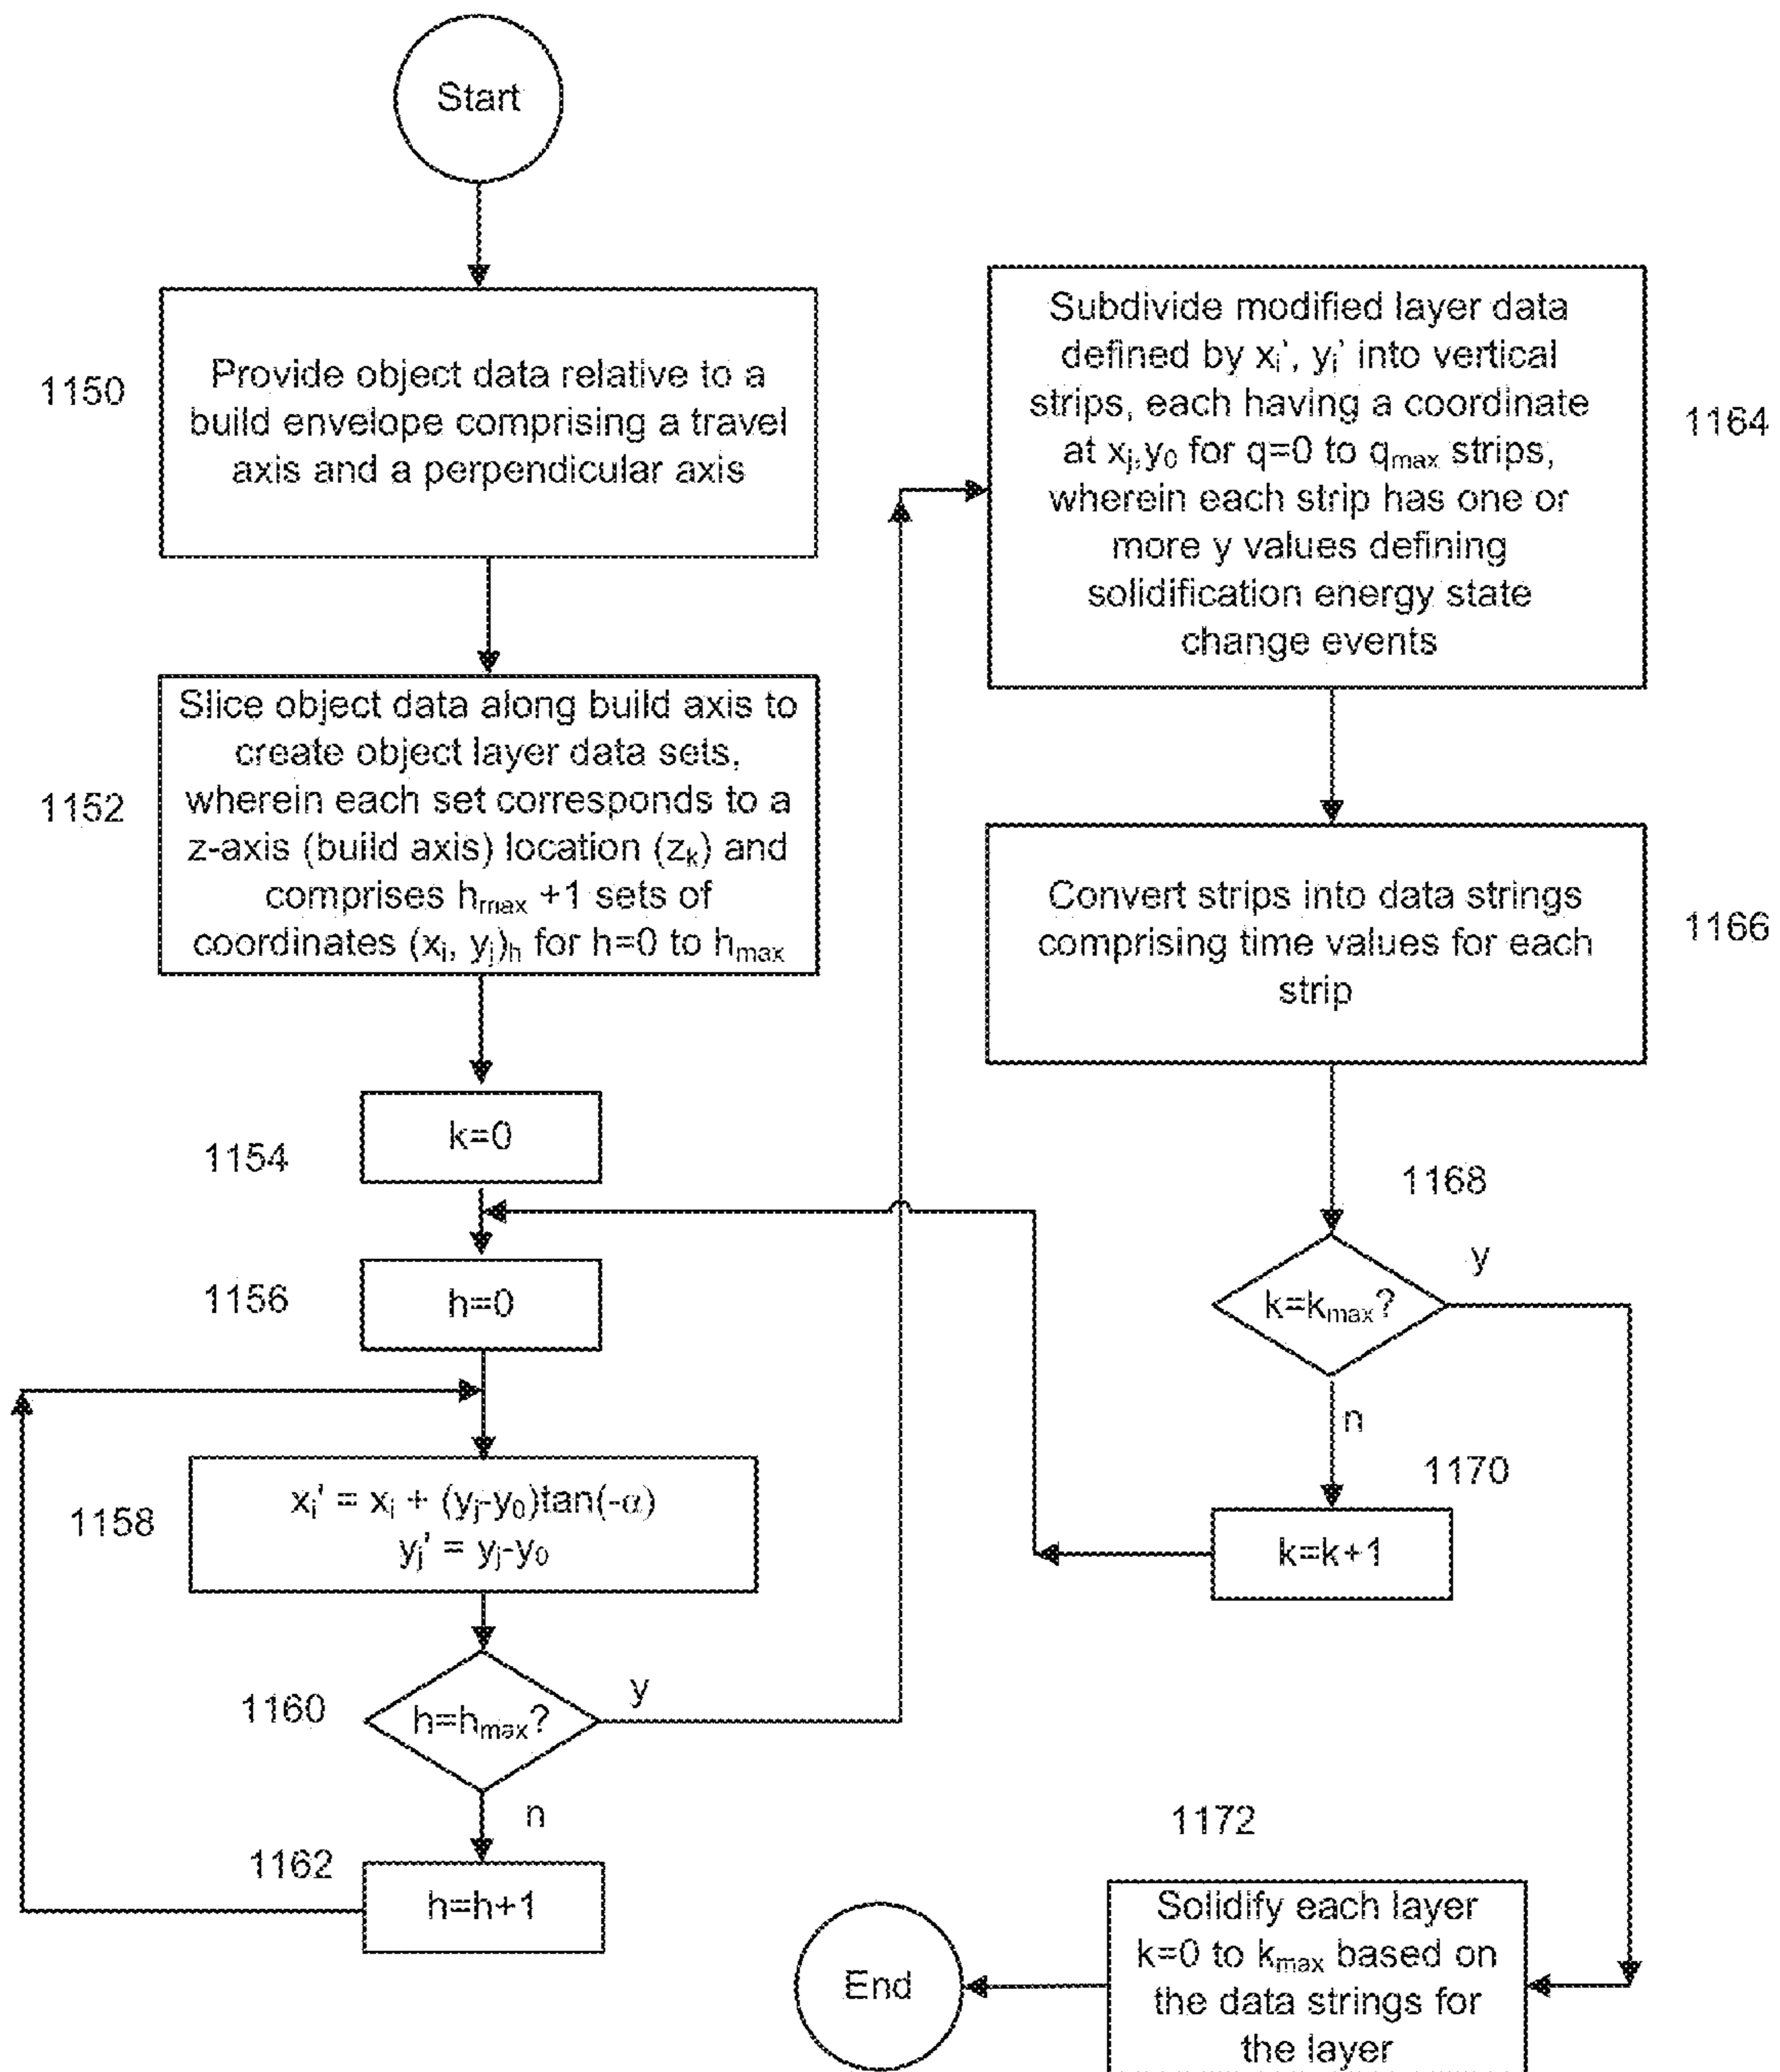 Start
1150
Provide object data relative to a
build envelope comprising a travel
axis and a perpendicular axis
1152
Slice object data along build axis to
create object layer data sets,
wherein each set corresponds to a
z-axis (build axis) location (zk) and
comprises hmax +1 sets of
coordinates (xi, yj)h for h=0 to hmax
1154
k=0
1156
h=0
1158
xi' = xi + (yj-y0)tan(-α)
yj' = yj-y0
1160
h=hmax?
y
n
1162
h=h+1
Subdivide modified layer data
defined by xi', yj' into vertical
strips, each having a coordinate
at xj,y0 for q=0 to qmax strips,
wherein each strip has one or
more y values defining
solidification energy state
change events
1164
Convert strips into data strings
comprising time values for each
strip
1166
1168
k=kmax?
y
n
1170
k=k+1
1172
Solidify each layer
k=0 to kmax based on
the data strings for
the layer
End